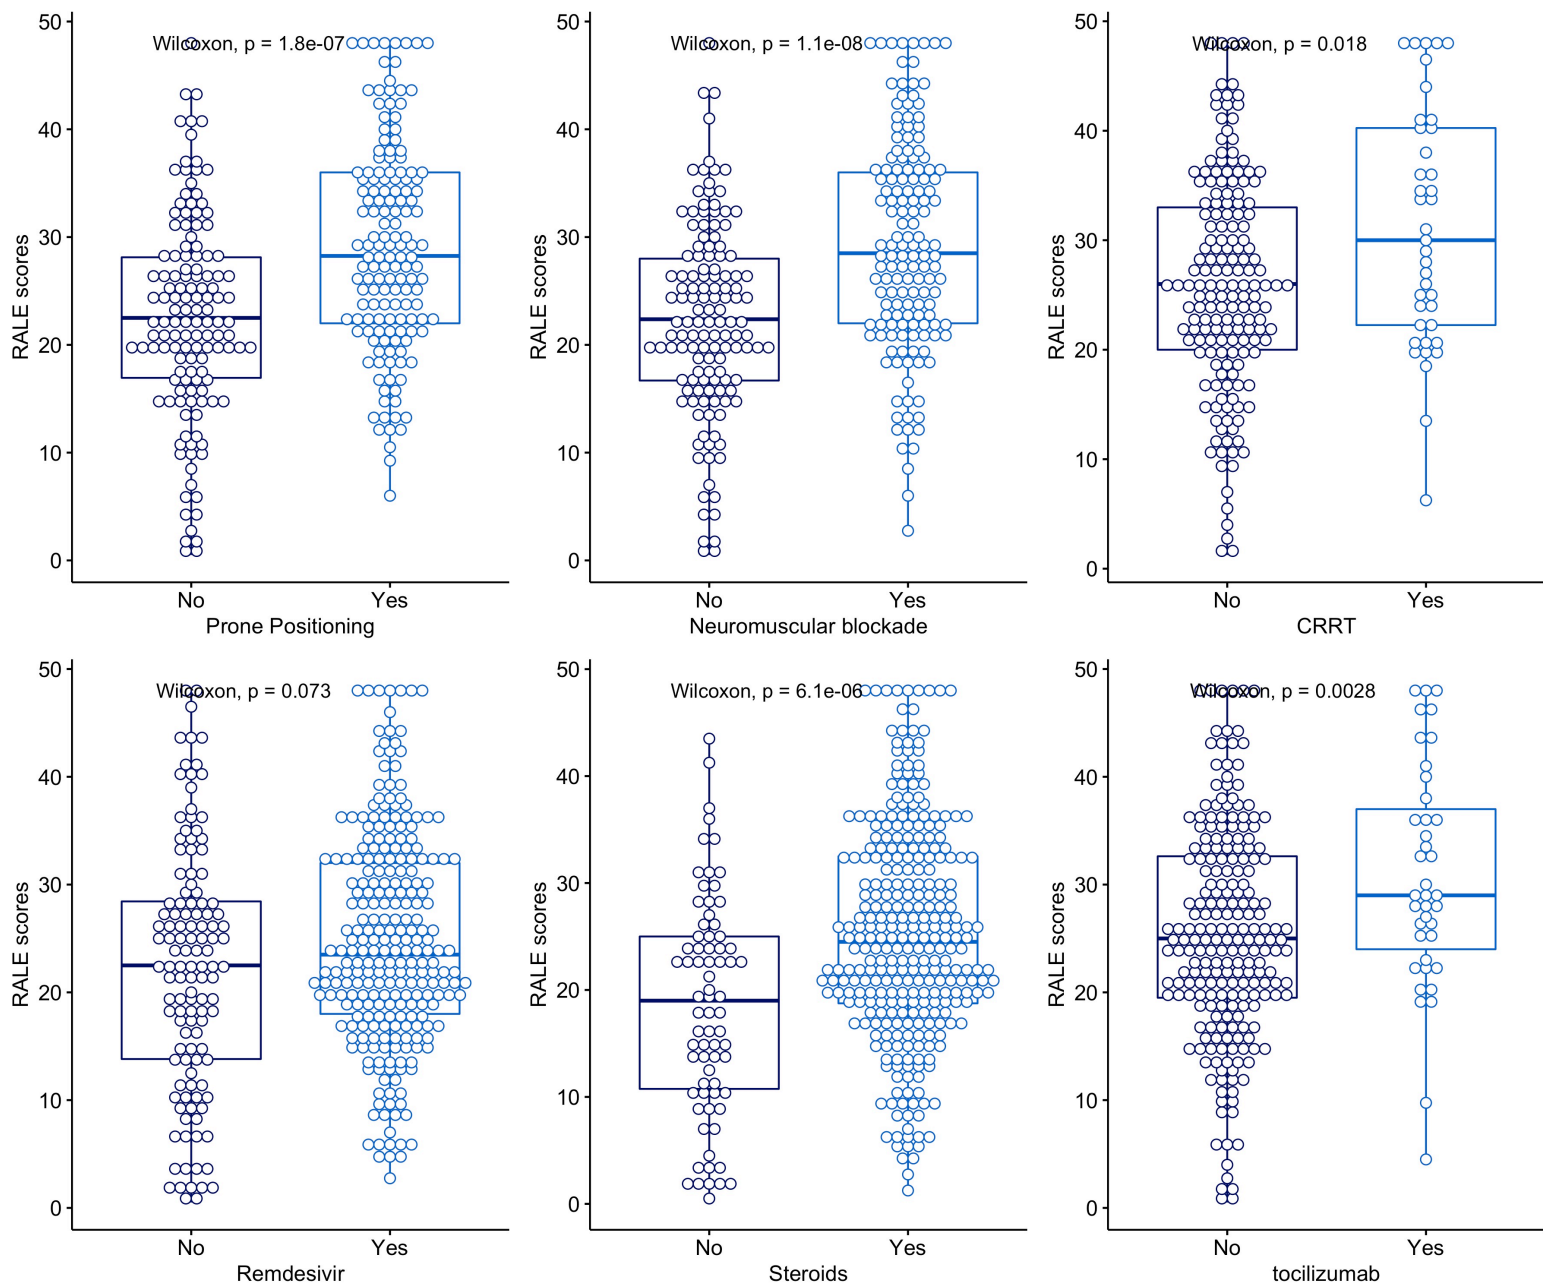 50
40
30
20
10
0
RALE scores
Wilcoxon, p = 1.8e-07
No Yes
Prone Positioning
50
40
30
20
10
0
RALE scores
Wilcoxon, p = 1.1e-08
No Yes
Neuromuscular blockade
50
40
30
20
10
0
RALE scores
Wilcoxon, p = 0.018
No Yes
CRRT
50
40
30
20
10
0
RALE scores
Wilcoxon, p = 0.073
No Yes
Remdesivir
50
40
30
20
10
0
RALE scores
Wilcoxon, p = 6.1e-06
No Yes
Steroids
50
40
30
20
10
0
RALE scores
Wilcoxon, p = 0.0028
No Yes
tocilizumab